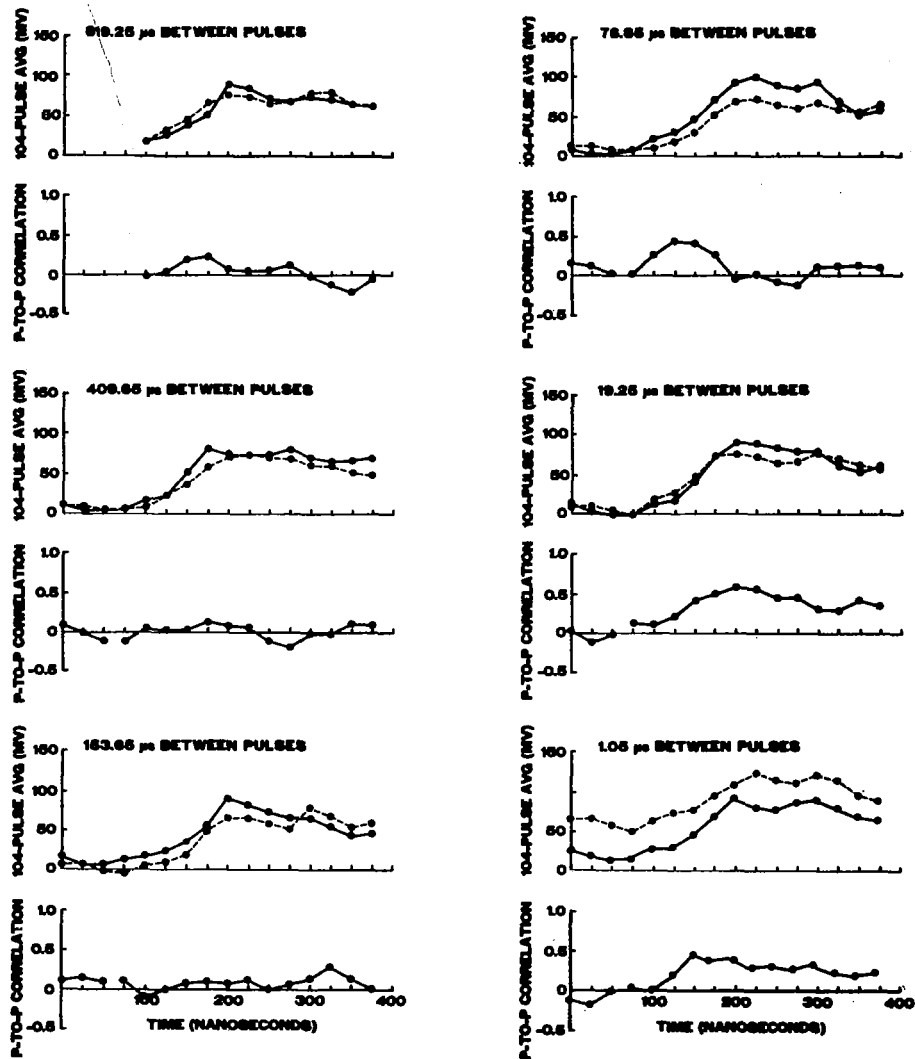 819.25 µs BETWEEN PULSES
104-PULSE AVG (MV)
150
100
50
0
P-TO-P CORRELATION
1.0
0.5
0
-0.5
409.65 µs BETWEEN PULSES
104-PULSE AVG (MV)
150
100
50
0
P-TO-P CORRELATION
1.0
0.5
0
-0.5
153.65 µs BETWEEN PULSES
104-PULSE AVG (MV)
150
100
50
0
P-TO-P CORRELATION
1.0
0.5
0
-0.5
100
200
300
400
TIME (NANOSECONDS)
104-PULSE AVG (MV)
150
100
50
0
BETWEEN PULSES
P-TO-P CORRELATION
1.0
0.5
0
-0.5
19.25 µs BETWEEN PULSES
104-PULSE AVG (MV)
150
100
50
0
P-TO-P CORRELATION
1.0
0.5
0
-0.5
1.05 µs BETWEEN PULSES
104-PULSE AVG (MV)
150
100
50
0
P-TO-P CORRELATION
1.0
0.5
0
-0.5
100
200
300
400
TIME (NANOSECONDS)